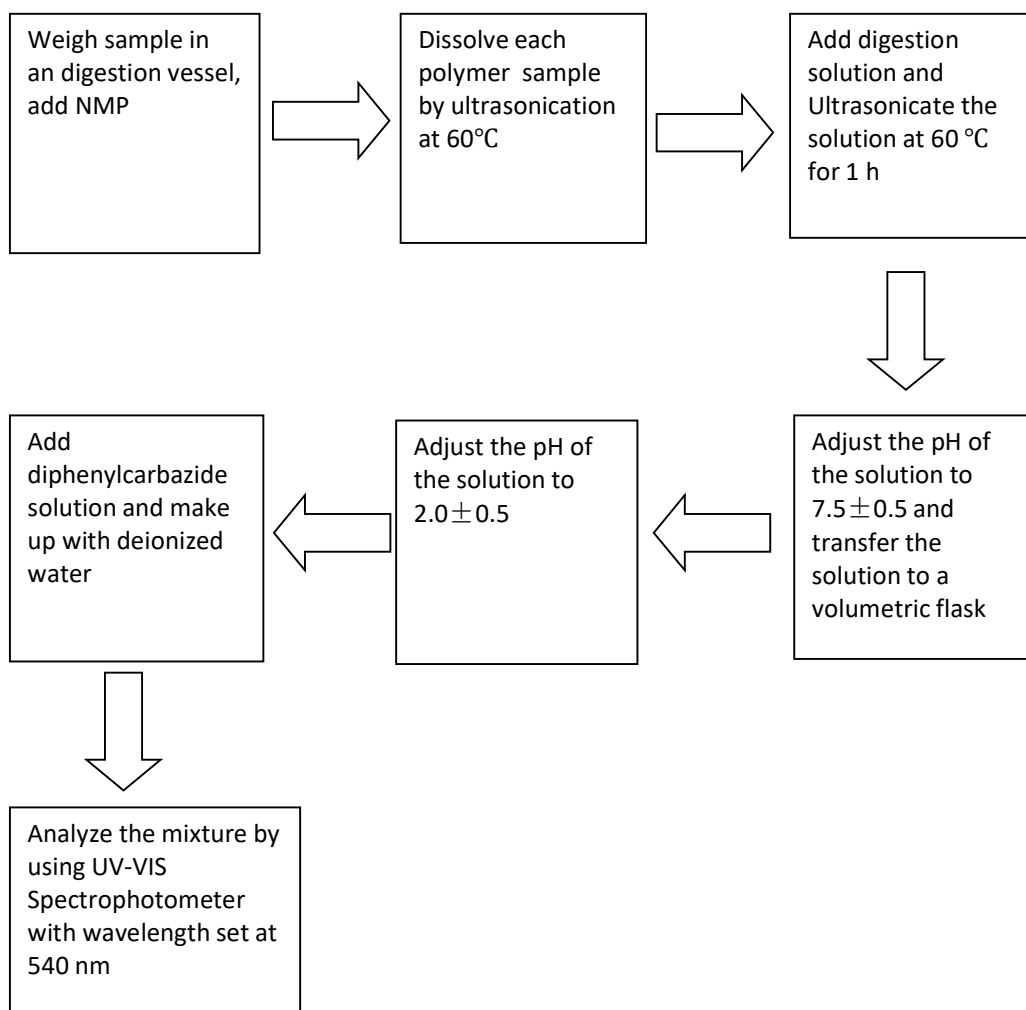 Weigh sample in
an digestion vessel,
add NMP
Dissolve each
polymer sample
by ultrasonication
at 60℃
Add digestion
solution and
Ultrasonicate the
solution at 60 ℃
for 1 h
Adjust the pH of
the solution to
7.5±0.5 and
transfer the
solution to a
volumetric flask
Adjust the pH of
the solution to
2.0±0.5
Add
diphenylcarbazide
solution and make
up with deionized
water
Analyze the mixture by
using UV-VIS
Spectrophotometer
with wavelength set at
540 nm